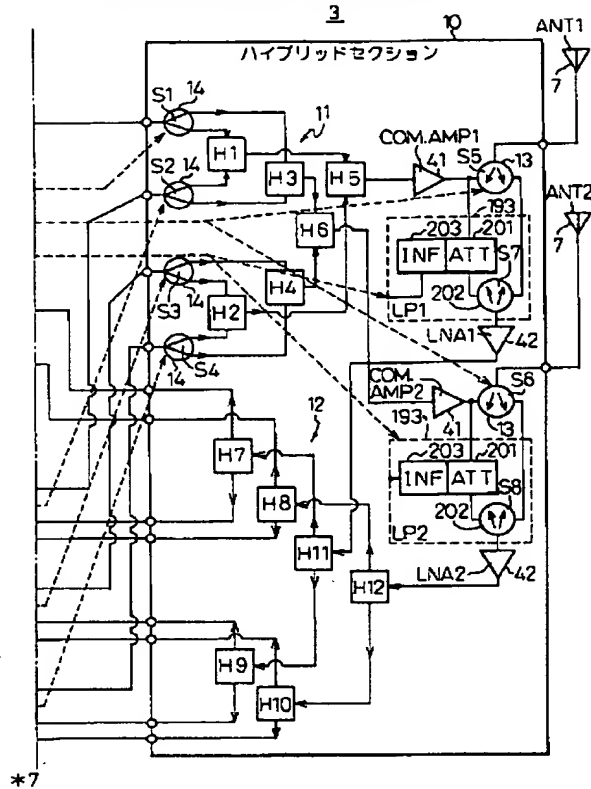 3
10
ANT1
ハイブリッドセクション
7
S1
14
11
COM.AMP1
41
S5
13
H1
S2
14
H3
H5
ANT2
193
7
203
201
H6
INF
ATT
S7
S3
14
H4
202
LP1
H2
LNA1
42
14
S4
COM.
AMP2
S6
12
193
41
13
H7
203
201
INF
ATT
S8
H8
202
LP2
H11
LNA2
42
H12
H9
H10
*7